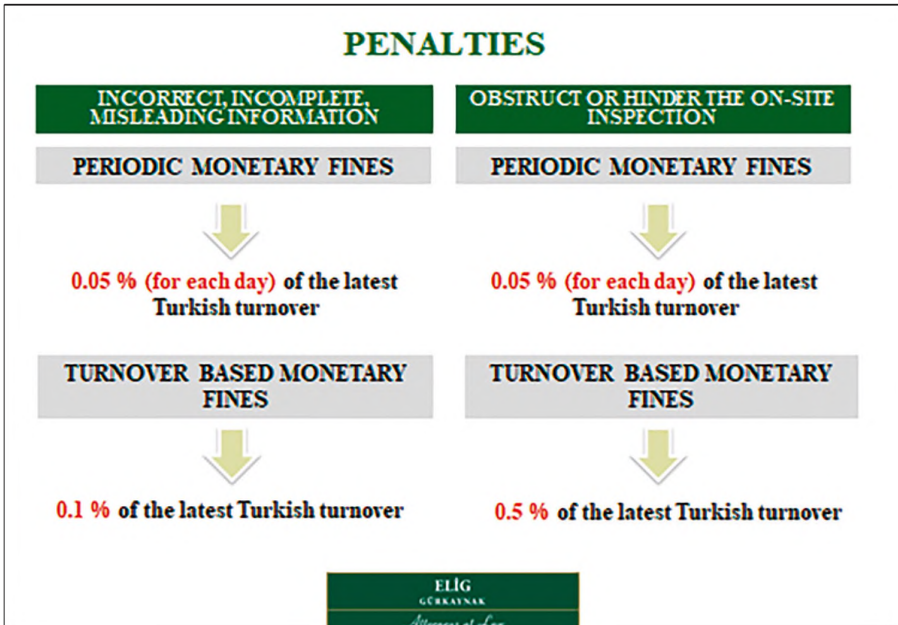 PENALTIES
INCORRECT, INCOMPLETE,
MISLEADING INFORMATION
PERIODIC MONETARY FINES
0.05 % (for each day) of the latest
Turkish turnover
TURNOVER BASED MONETARY
FINES
0.1 % of the latest Turkish turnover
OBSTRUCT OR HINDER THE ON-SITE
INSPECTION
PERIODIC MONETARY FINES
0.05 % (for each day) of the latest
Turkish turnover
TURNOVER BASED MONETARY
FINES
0.5 % of the latest Turkish turnover
ELİG
GÜRKAYNAK